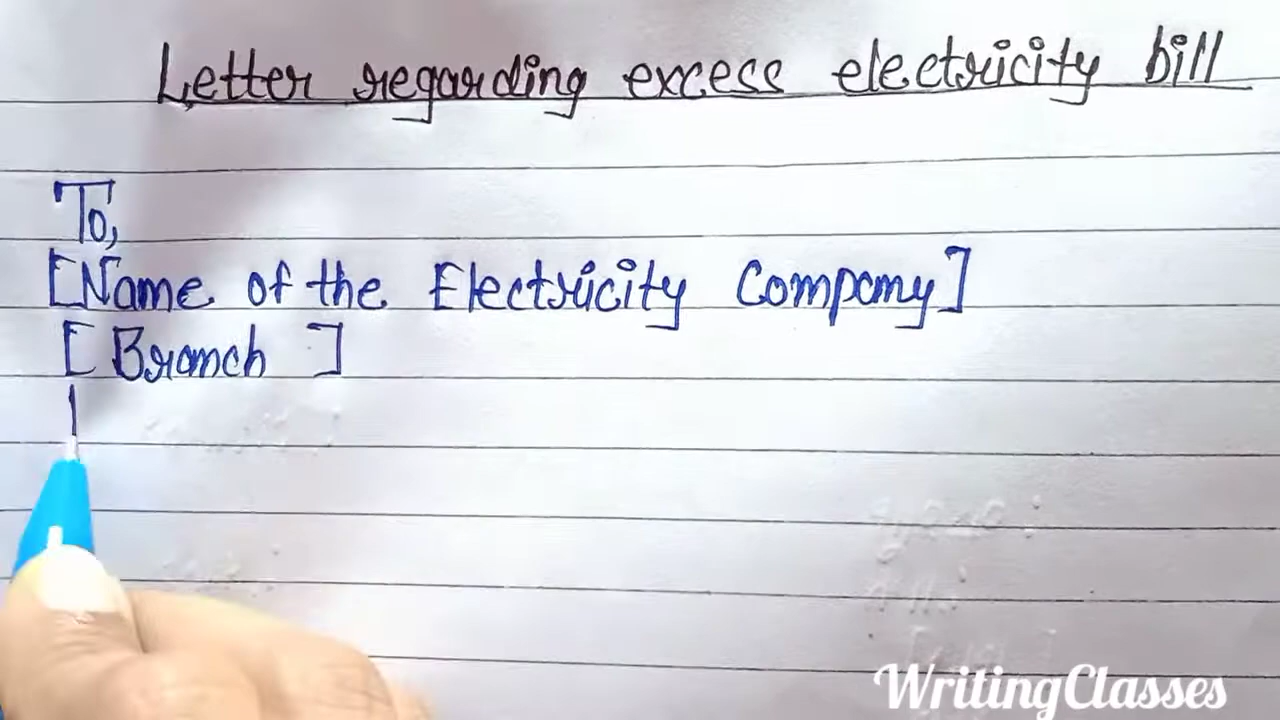 Letter regarding excess electricity bill
To,
[Name of the Electricity Company]
[Branch ]
WritingClasses